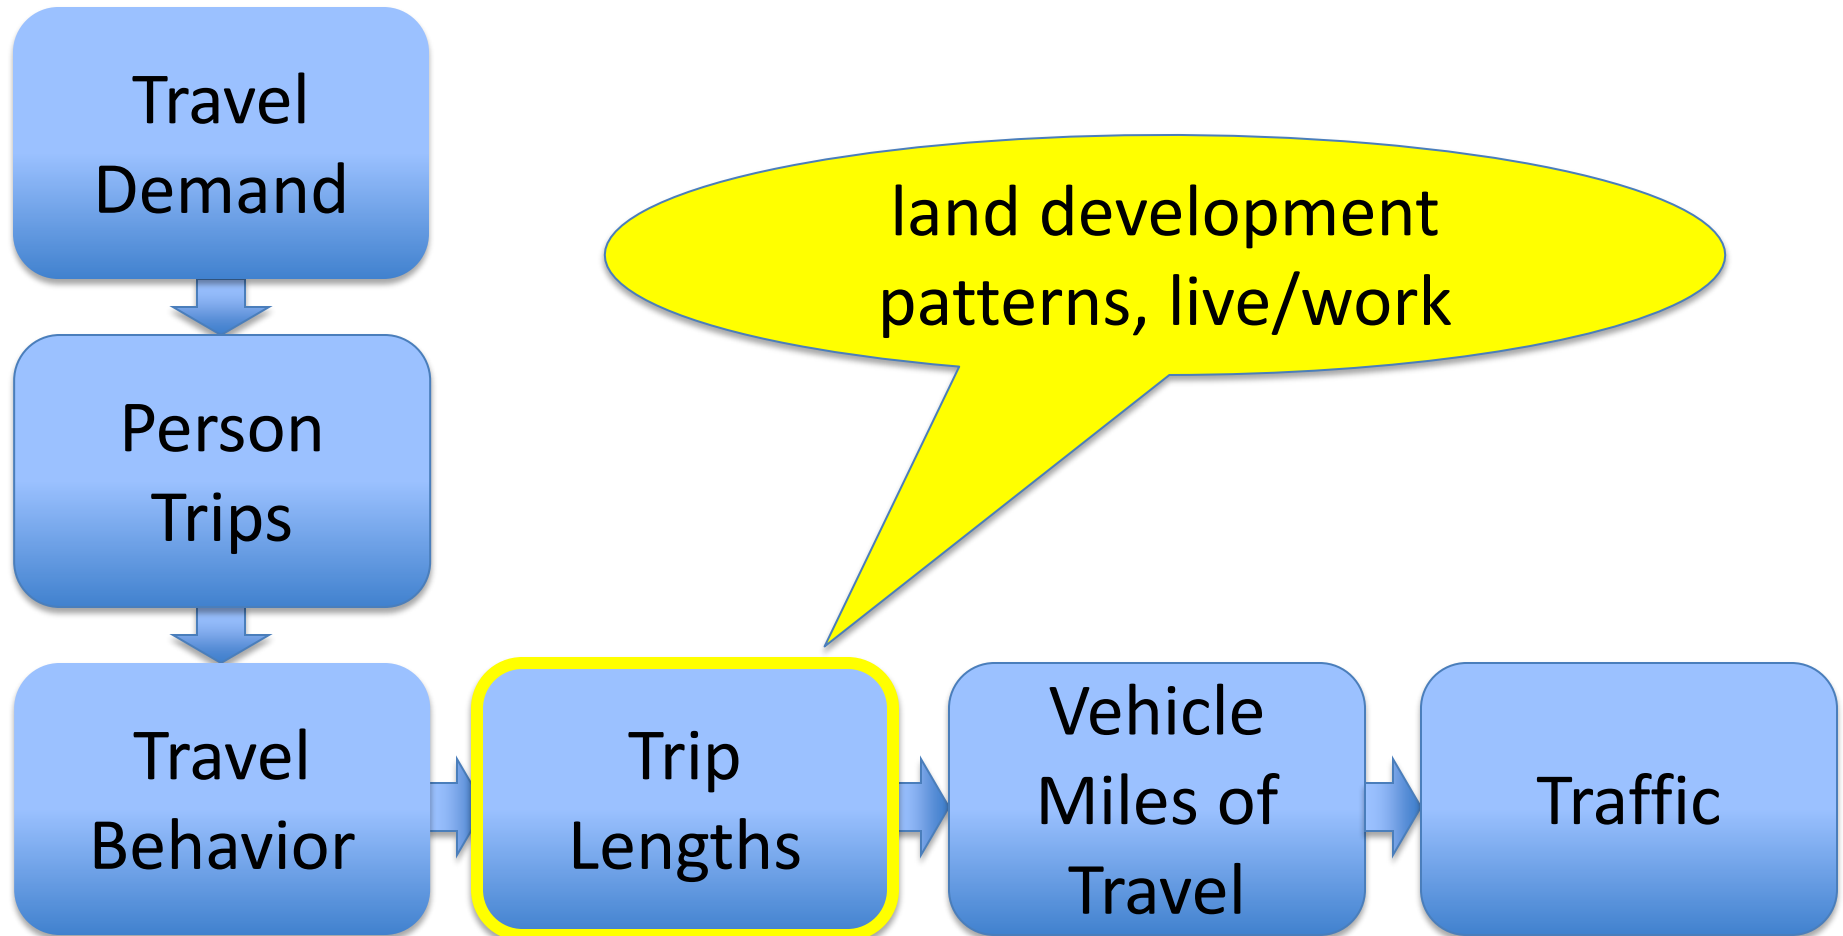 Travel
Demand
land development
patterns, live/work
Person
Trips
Travel
Behavior
Trip
Lengths
Vehicle
Miles of
Travel
Traffic